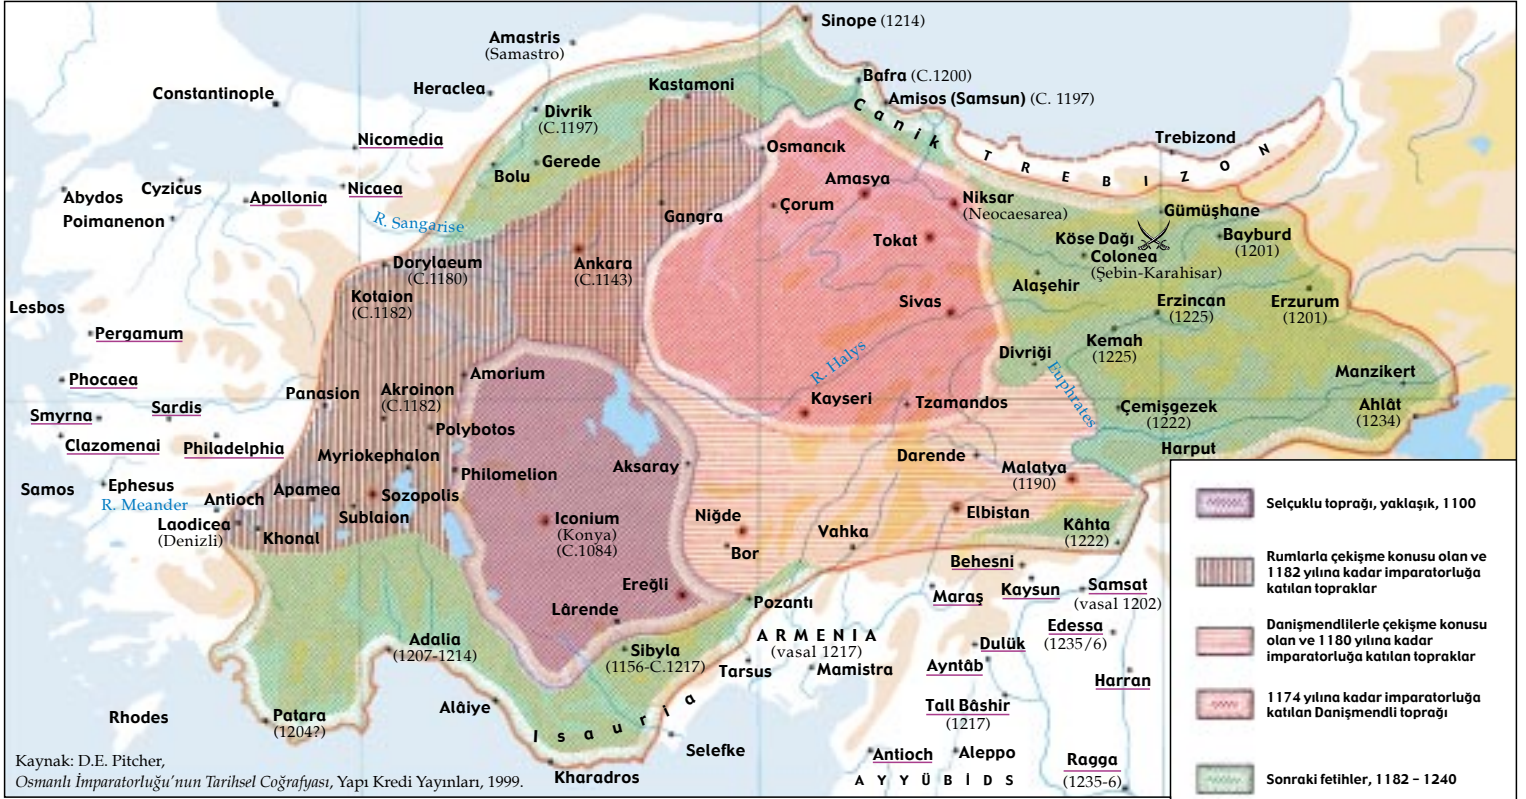 Sinope (1214)
Amastris
(Samastro)
Bafra (C.1200)
Kastamoni
Heraclea
Constantinople
Amisos (Samsun) (C. 1197)
Divrik
(C.1197)
Canik
Nicomedia
Trebizond
TREBIZON
Osmancık
Gerede
Bolu
Amasya
Cyzicus
Nicaea
Abydos
Apollonia
Niksar
(Neocaesarea)
Çorum
Gangra
Gümüşhane
Poimanenon
R. Sangarise
Köse Dağı
Bayburd
(1201)
Tokat
Colonea
(Şebin-Karahisar)
Dorylaeum
(C.1180)
Ankara
(C.1143)
Alaşehir
Kotaion
(C.1182)
Lesbos
Sivas
Erzincan
(1225)
Erzurum
(1201)
Pergamum
Kemah
(1225)
Divriği
R. Halys
Euphrates
Phocaea
Amorium
Manzikert
Panasion
Akroinon
(C.1182)
Kayseri
Tzamandos
Smyrna
Sardis
Çemişgezek
(1222)
Ahlât
(1234)
Polybotos
Clazomenai
Philadelphia
Harput
Myriokephalon
Darende
Aksaray
Malatya
(1190)
Philomelion
Samos
Ephesus
R. Meander
Antioch
Apamea
Sozopolis
Sublaion
Laodicea
(Denizli)
Khonal
Iconium
(Konya)
(C.1084)
Niğde
Elbistan
Vahka
Kâhta
(1222)
Bor
Behesni
Ereğli
Maraş
Kaysun
Samsat
(vasal 1202)
Lârende
Pozantı
Adalia
(1207-1214)
Sibyla
(1156-C.1217)
ARMENIA
(vasal 1217)
Edessa
(1235/6)
Dulük
Tarsus
Mamistra
Ayntâb
Harran
Rhodes
Patara
(1204?)
Alâiye
Isauria
Tall Bâshir
(1217)
Selefke
Antioch
Aleppo
Ragga
(1235-6)
Kharadros
AYYÜBİDS
Selçuklu toprağı, yaklaşık, 1100
Rumlarla çekişme konusu olan ve
1182 yılına kadar imparatorluğa
katılan topraklar
Danişmendlilerle çekişme konusu
olan ve 1180 yılına kadar
imparatorluğa katılan topraklar
1174 yılına kadar imparatorluğa
katılan Danişmendli toprağı
Sonraki fetihler, 1182 – 1240
Kaynak: D.E. Pitcher,
Osmanlı İmparatorluğu'nun Tarihsel Coğrafyası, Yapı Kredi Yayınları, 1999.